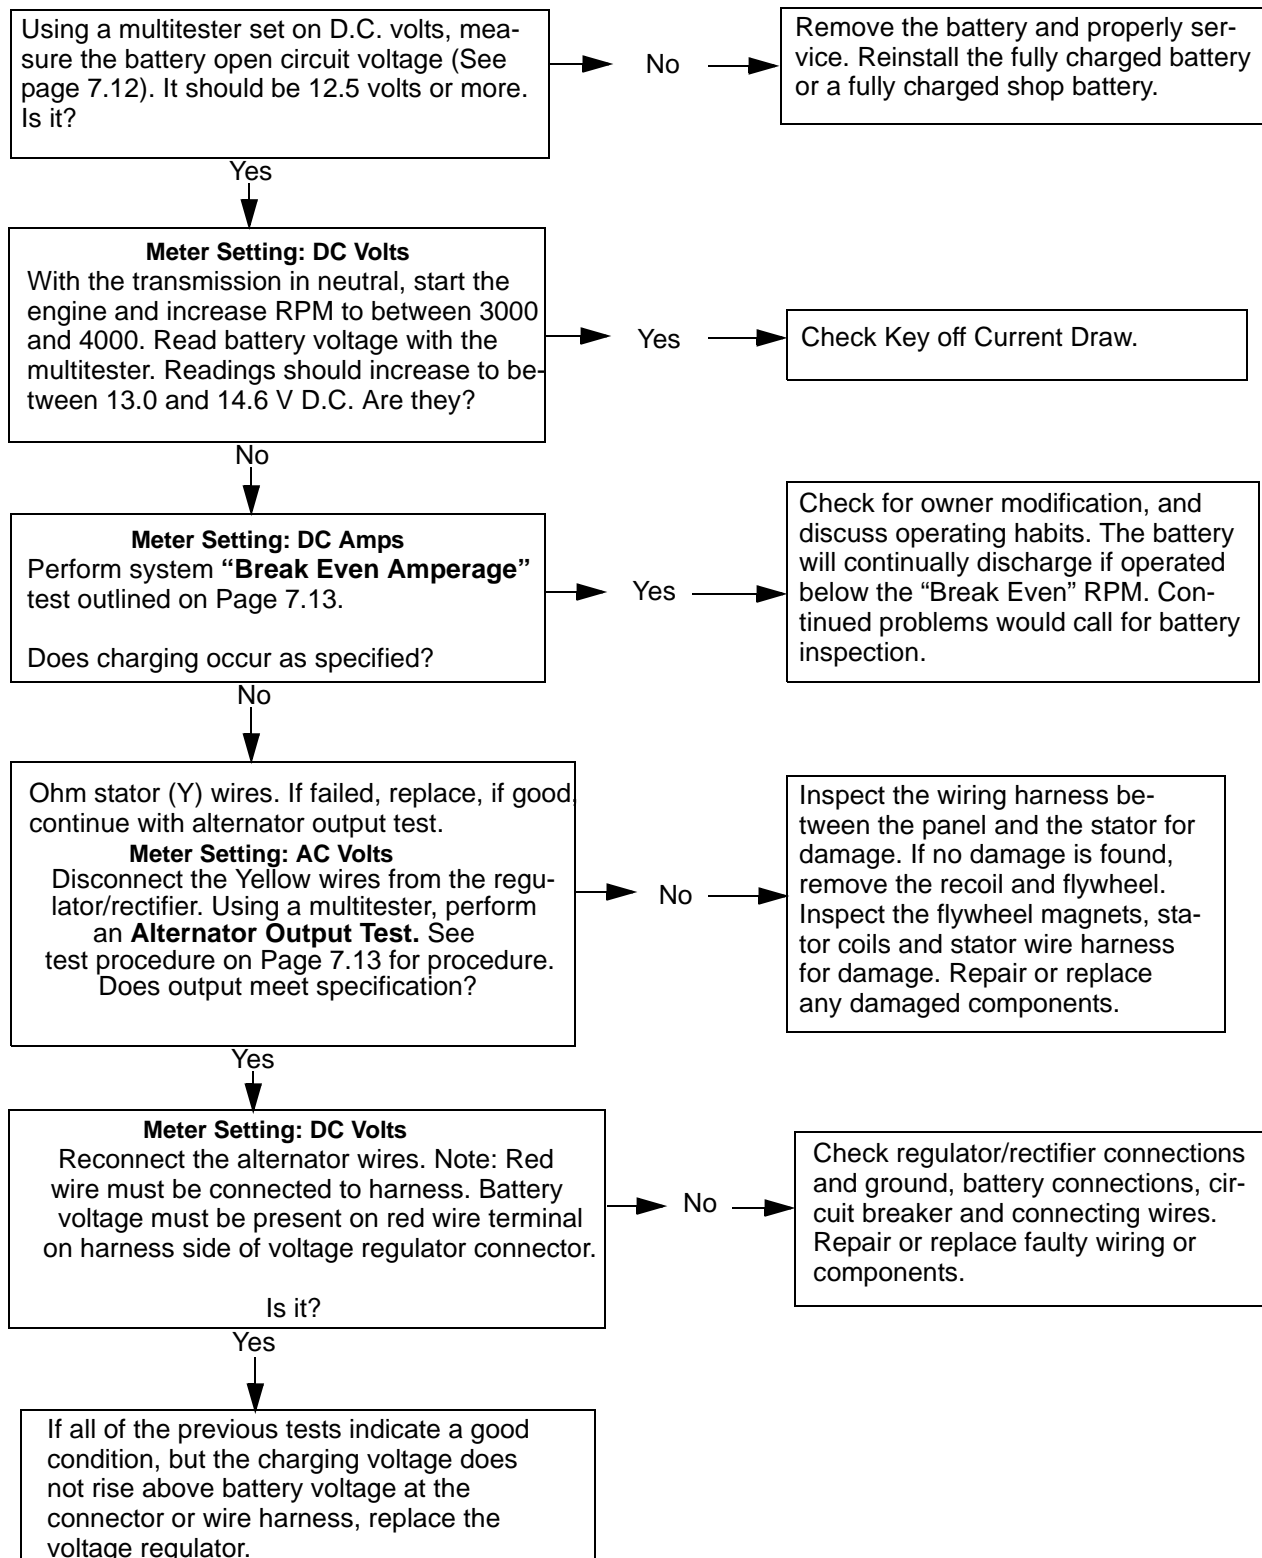 Using a multitester set on D.C. volts, mea-
sure the battery open circuit voltage (See
page 7.12). It should be 12.5 volts or more.
Is it?
No
Remove the battery and properly ser-
vice. Reinstall the fully charged battery
or a fully charged shop battery.
Yes
Meter Setting: DC Volts
With the transmission in neutral, start the
engine and increase RPM to between 3000
and 4000. Read battery voltage with the
multitester. Readings should increase to be-
tween 13.0 and 14.6 V D.C. Are they?
Yes
Check Key off Current Draw.
No
Meter Setting: DC Amps
Perform system “Break Even Amperage”
test outlined on Page 7.13.
Does charging occur as specified?
Yes
Check for owner modification, and
discuss operating habits. The battery
will continually discharge if operated
below the “Break Even” RPM. Con-
tinued problems would call for battery
inspection.
No
Ohm stator (Y) wires. If failed, replace, if good,
continue with alternator output test.
Meter Setting: AC Volts
Disconnect the Yellow wires from the regu-
lator/rectifier. Using a multitester, perform
an Alternator Output Test. See
test procedure on Page 7.13 for procedure.
Does output meet specification?
No
Inspect the wiring harness be-
tween the panel and the stator for
damage. If no damage is found,
remove the recoil and flywheel.
Inspect the flywheel magnets, sta-
tor coils and stator wire harness
for damage. Repair or replace
any damaged components.
Yes
Meter Setting: DC Volts
Reconnect the alternator wires. Note: Red
wire must be connected to harness. Battery
voltage must be present on red wire terminal
on harness side of voltage regulator connector.
Is it?
No
Check regulator/rectifier connections
and ground, battery connections, cir-
cuit breaker and connecting wires.
Repair or replace faulty wiring or
components.
Yes
If all of the previous tests indicate a good
condition, but the charging voltage does
not rise above battery voltage at the
connector or wire harness, replace the
voltage regulator.